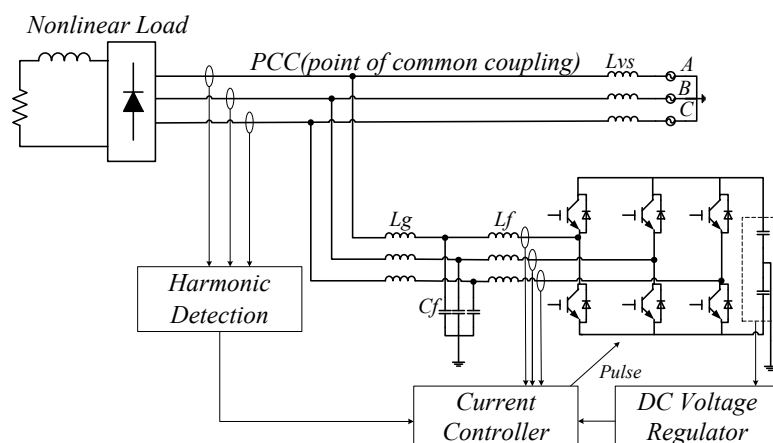 Nonlinear Load
PCC(point of common coupling)
Lvs
A
B
C
Lg
Lf
Harmonic
Detection
Cf
Pulse
Current
Controller
DC Voltage
Regulator